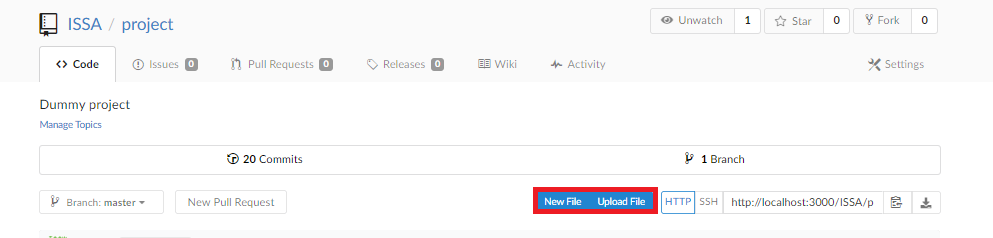 ISSA / project
Unwatch 1 Star 0 Fork 0
Code Issues 0 Pull Requests 0 Releases 0 Wiki Activity Settings
Dummy project
Manage Topics
20 Commits 1 Branch
Branch: master New Pull Request New File Upload File HTTP SSH http://localhost:3000/ISSA/p